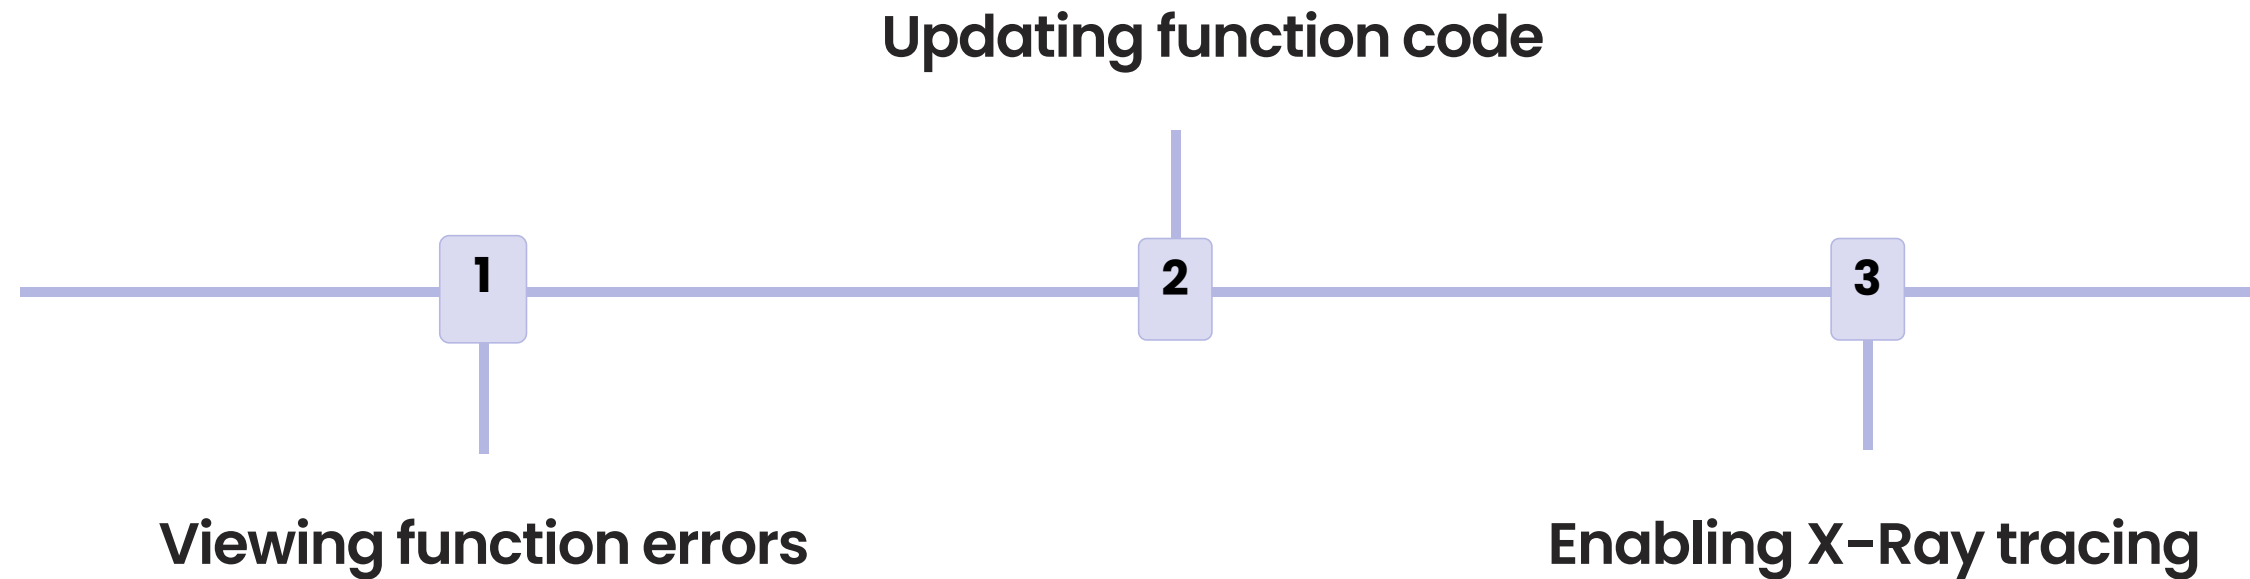 Updating function code
1
2
3
Viewing function errors
Enabling X-Ray tracing